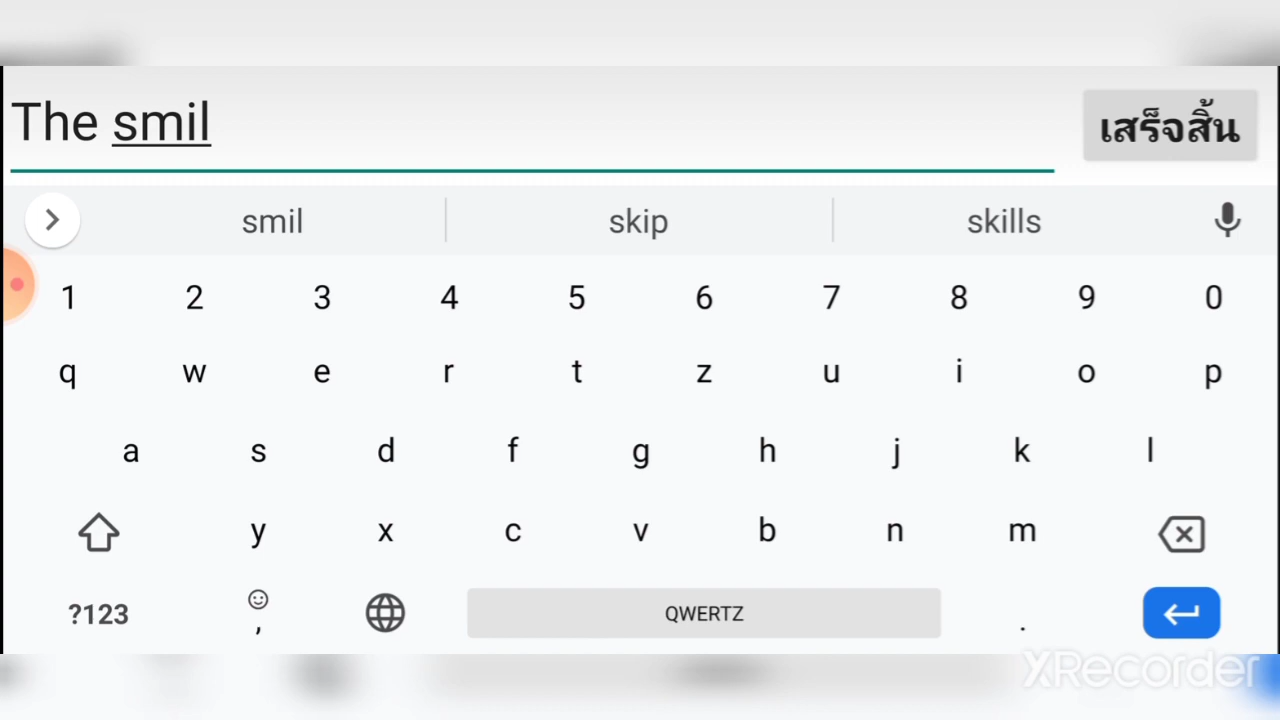 The smil
เสร็จสิ้น
smil skip skills
1 2 3 4 5 6 7 8 9 0
q w e r t z u i o p
a s d f g h j k l
y x c v b n m
?123 , QWERTZ .
XRecorder